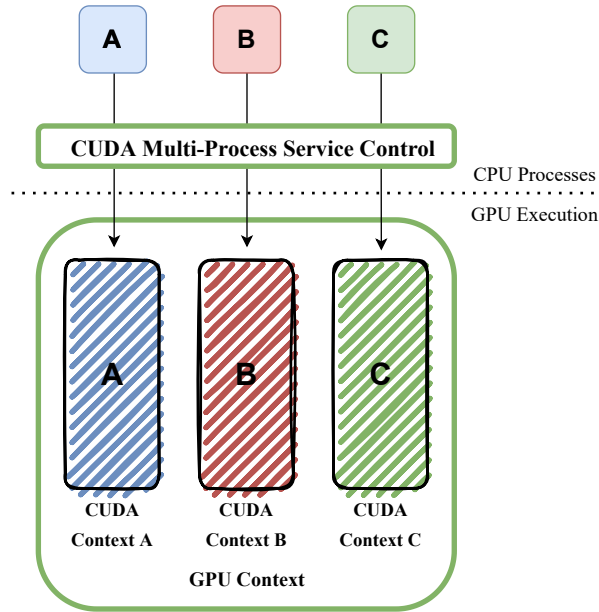 A B C
CUDA Multi-Process Service Control
CPU Processes
GPU Execution
A B C
CUDA CUDA CUDA
Context A Context B Context C
GPU Context